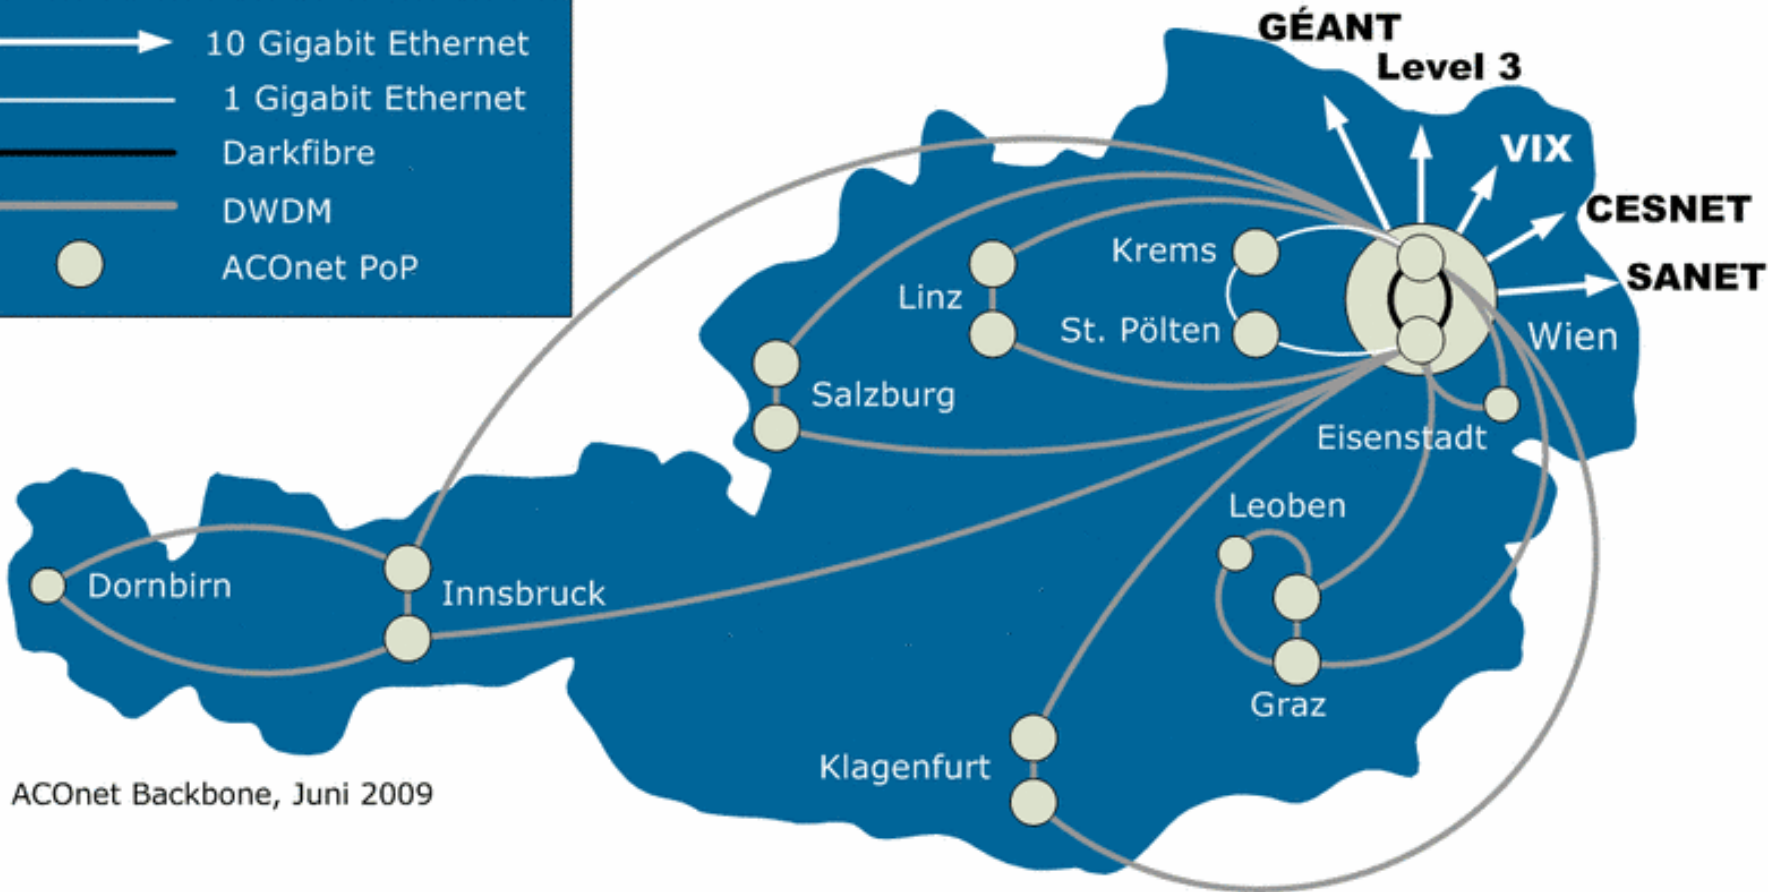 10 Gigabit Ethernet
1 Gigabit Ethernet
Darkfibre
DWDM
ACOnet PoP
GÉANT
Level 3
VIX
CESNET
SANET
Wien
Krems
Linz
St. Pölten
Salzburg
Eisenstadt
Leoben
Dornbirn
Innsbruck
Graz
Klagenfurt
ACOnet Backbone, Juni 2009